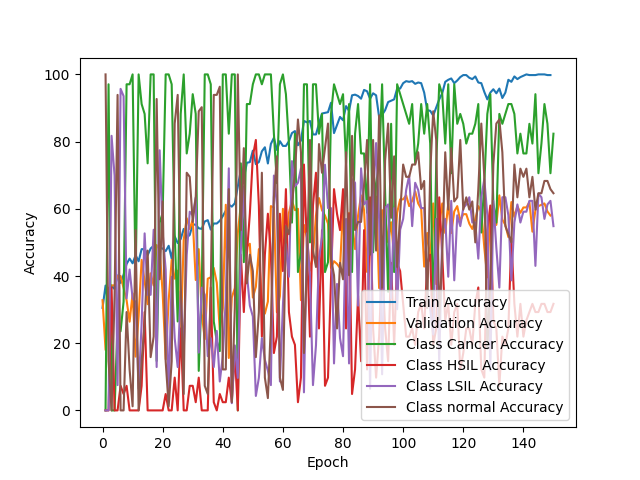 100
80
60
40
20
0
Accuracy
0 20 40 60 80 100 120 140
Epoch
Train Accuracy
Validation Accuracy
Class Cancer Accuracy
Class HSIL Accuracy
Class LSIL Accuracy
Class normal Accuracy